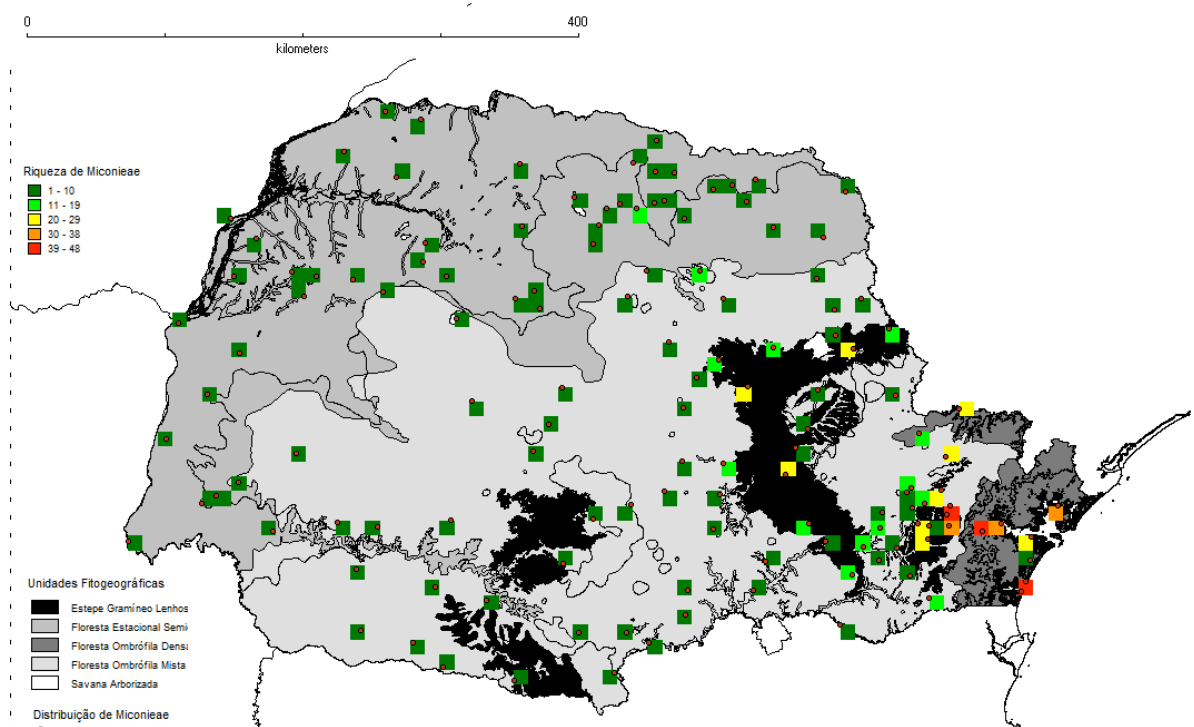 0
400
kilometers
Riqueza de Miconieae
1 - 10
11 - 19
20 - 29
30 - 38
39 - 48
Unidades Fitogeográficas
Estepe Gramíneo Lenhos
Floresta Estacional Semi
Floresta Ombrófila Densa
Floresta Ombrófila Mista
Savana Arborizada
Distribuição de Miconieae